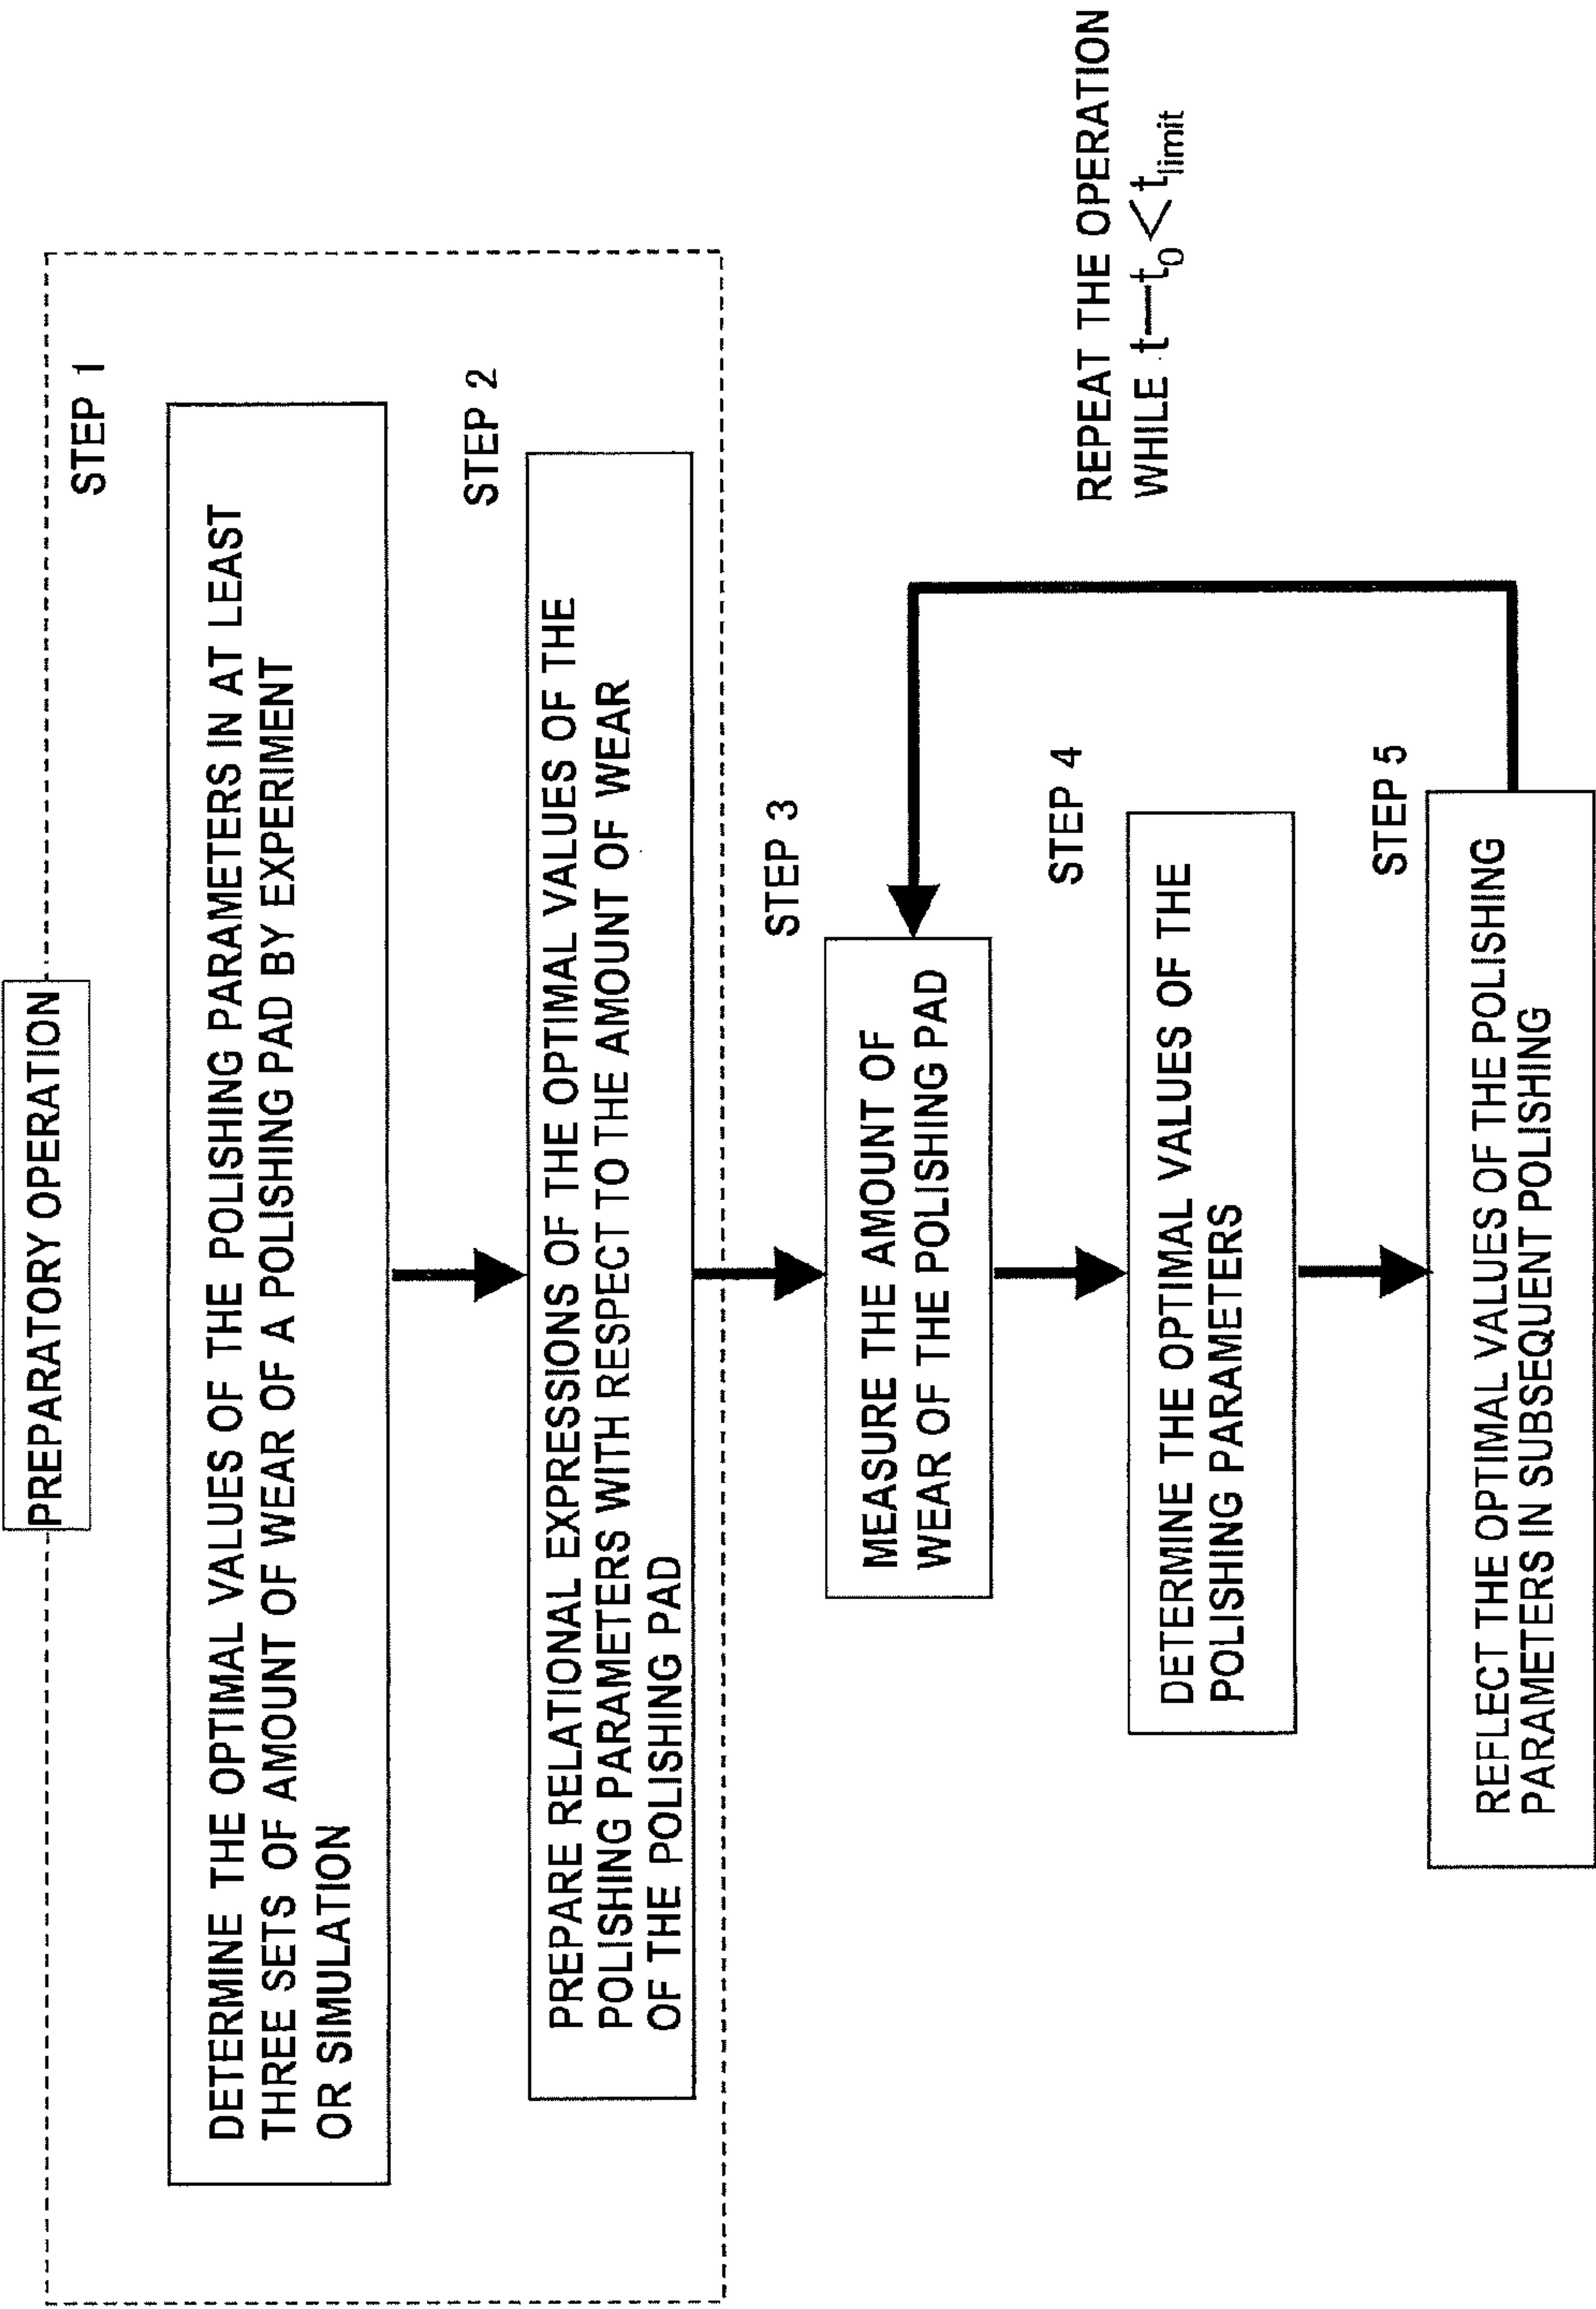 PREPARATORY OPERATION
STEP 1
DETERMINE THE OPTIMAL VALUES OF THE POLISHING PARAMETERS IN AT LEAST
THREE SETS OF AMOUNT OF WEAR OF A POLISHING PAD BY EXPERIMENT
OR SIMULATION
STEP 2
PREPARE RELATIONAL EXPRESSIONS OF THE OPTIMAL VALUES OF THE
POLISHING PARAMETERS WITH RESPECT TO THE AMOUNT OF WEAR
OF THE POLISHING PAD
STEP 3
MEASURE THE AMOUNT OF
WEAR OF THE POLISHING PAD
STEP 4
DETERMINE THE OPTIMAL VALUES OF THE
POLISHING PARAMETERS
STEP 5
REFLECT THE OPTIMAL VALUES OF THE POLISHING
PARAMETERS IN SUBSEQUENT POLISHING
REPEAT THE OPERATION
WHILE t—t0 <tlimit